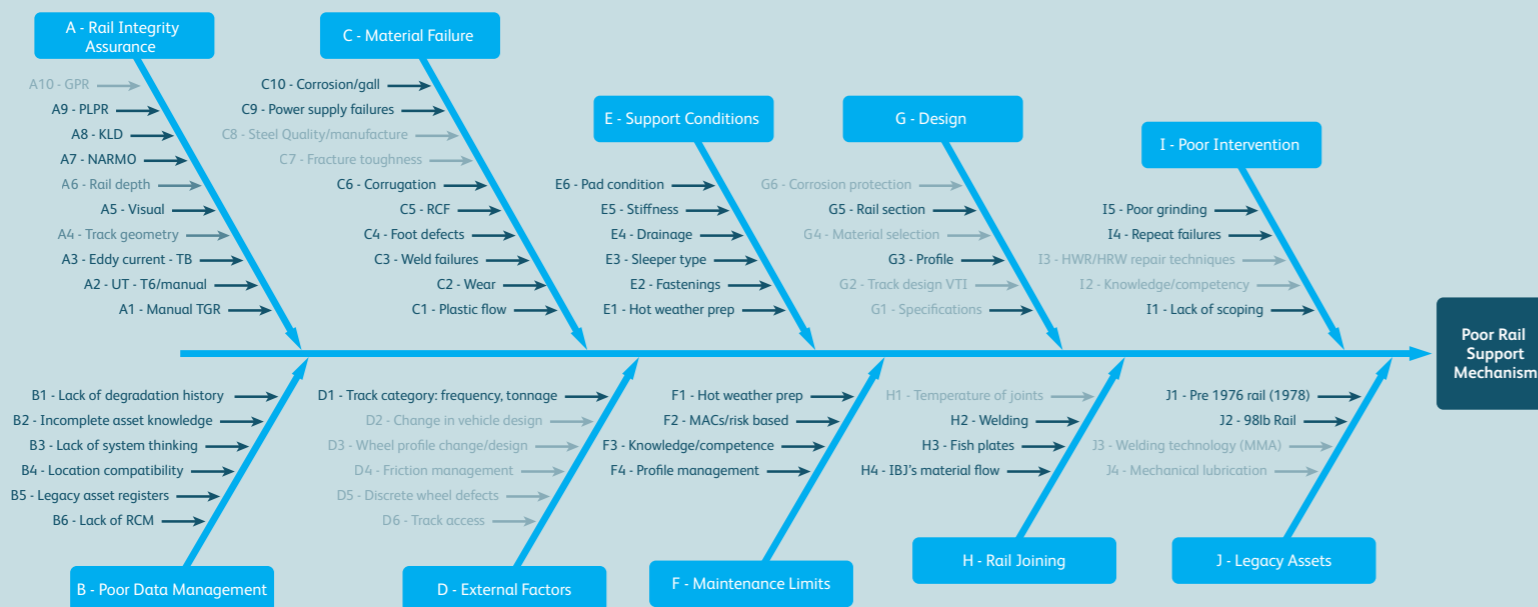 A - Rail Integrity
Assurance
A10 - GPR
A9 - PLPR
A8 - KLD
A7 - NARMO
A6 - Rail depth
A5 - Visual
A4 - Track geometry
A3 - Eddy current - TB
A2 - UT - T6/manual
A1 - Manual TGR
C - Material Failure
C10 - Corrosion/gall
C9 - Power supply failures
C8 - Steel Quality/manufacture
C7 - Fracture toughness
C6 - Corrugation
C5 - RCF
C4 - Foot defects
C3 - Weld failures
C2 - Wear
C1 - Plastic flow
E - Support Conditions
E6 - Pad condition
E5 - Stiffness
E4 - Drainage
E3 - Sleeper type
E2 - Fastenings
E1 - Hot weather prep
G - Design
G6 - Corrosion protection
G5 - Rail section
G4 - Material selection
G3 - Profile
G2 - Track design VTI
G1 - Specifications
I - Poor Intervention
I5 - Poor grinding
I4 - Repeat failures
I3 - HWR/HRW repair techniques
I2 - Knowledge/competency
I1 - Lack of scoping
Poor Rail
Support
Mechanism
B1 - Lack of degradation history
B2 - Incomplete asset knowledge
B3 - Lack of system thinking
B4 - Location compatibility
B5 - Legacy asset registers
B6 - Lack of RCM
B - Poor Data Management
D1 - Track category: frequency, tonnage
D2 - Change in vehicle design
D3 - Wheel profile change/design
D4 - Friction management
D5 - Discrete wheel defects
D6 - Track access
D - External Factors
F1 - Hot weather prep
F2 - MACs/risk based
F3 - Knowledge/competence
F4 - Profile management
F - Maintenance Limits
H1 - Temperature of joints
H2 - Welding
H3 - Fish plates
H4 - IBJ's material flow
H - Rail Joining
J1 - Pre 1976 rail (1978)
J2 - 98lb Rail
J3 - Welding technology (MMA)
J4 - Mechanical lubrication
J - Legacy Assets